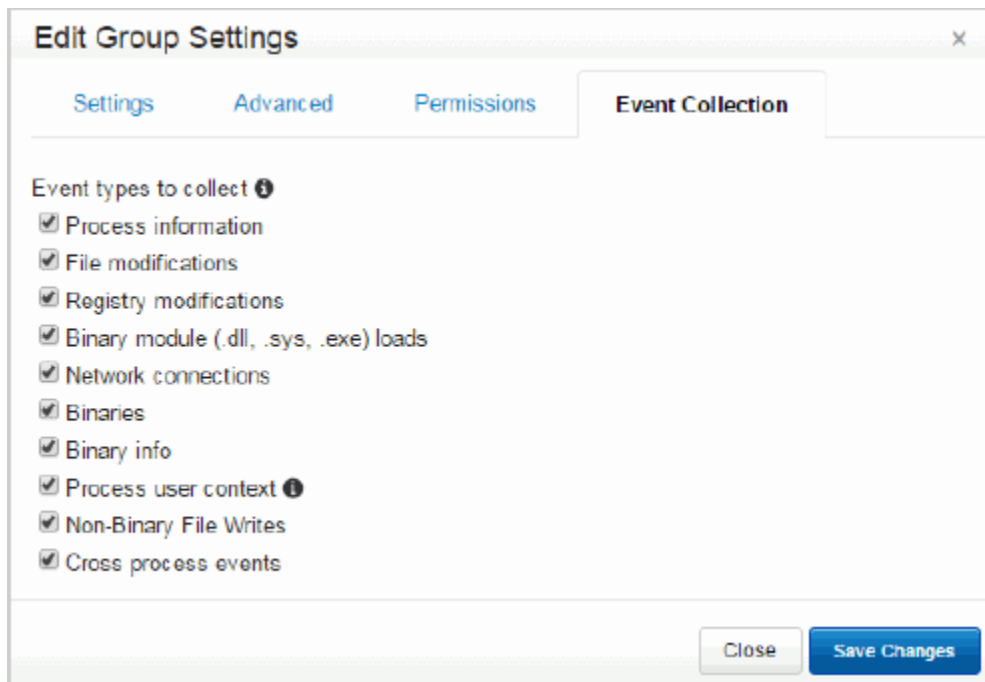 Edit Group Settings
Settings Advanced Permissions Event Collection
Event types to collect
Process information
File modifications
Registry modifications
Binary module (.dll, .sys, .exe) loads
Network connections
Binaries
Binary info
Process user context
Non-Binary File Writes
Cross process events
Close Save Changes